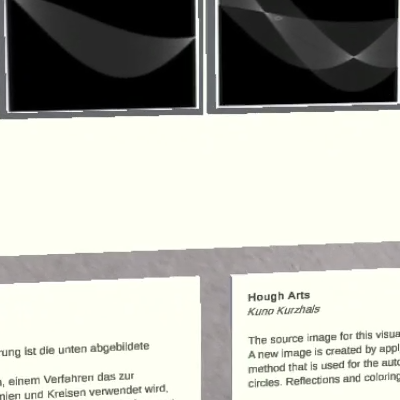 rung ist die unten abgebildete
, einem Verfahren das zur
nien und Kreisen verwendet wird,
Hough Arts
Kuno Kurzhals
The source image for this visua
A new image is created by appl
method that is used for the auto
circles. Reflections and coloring